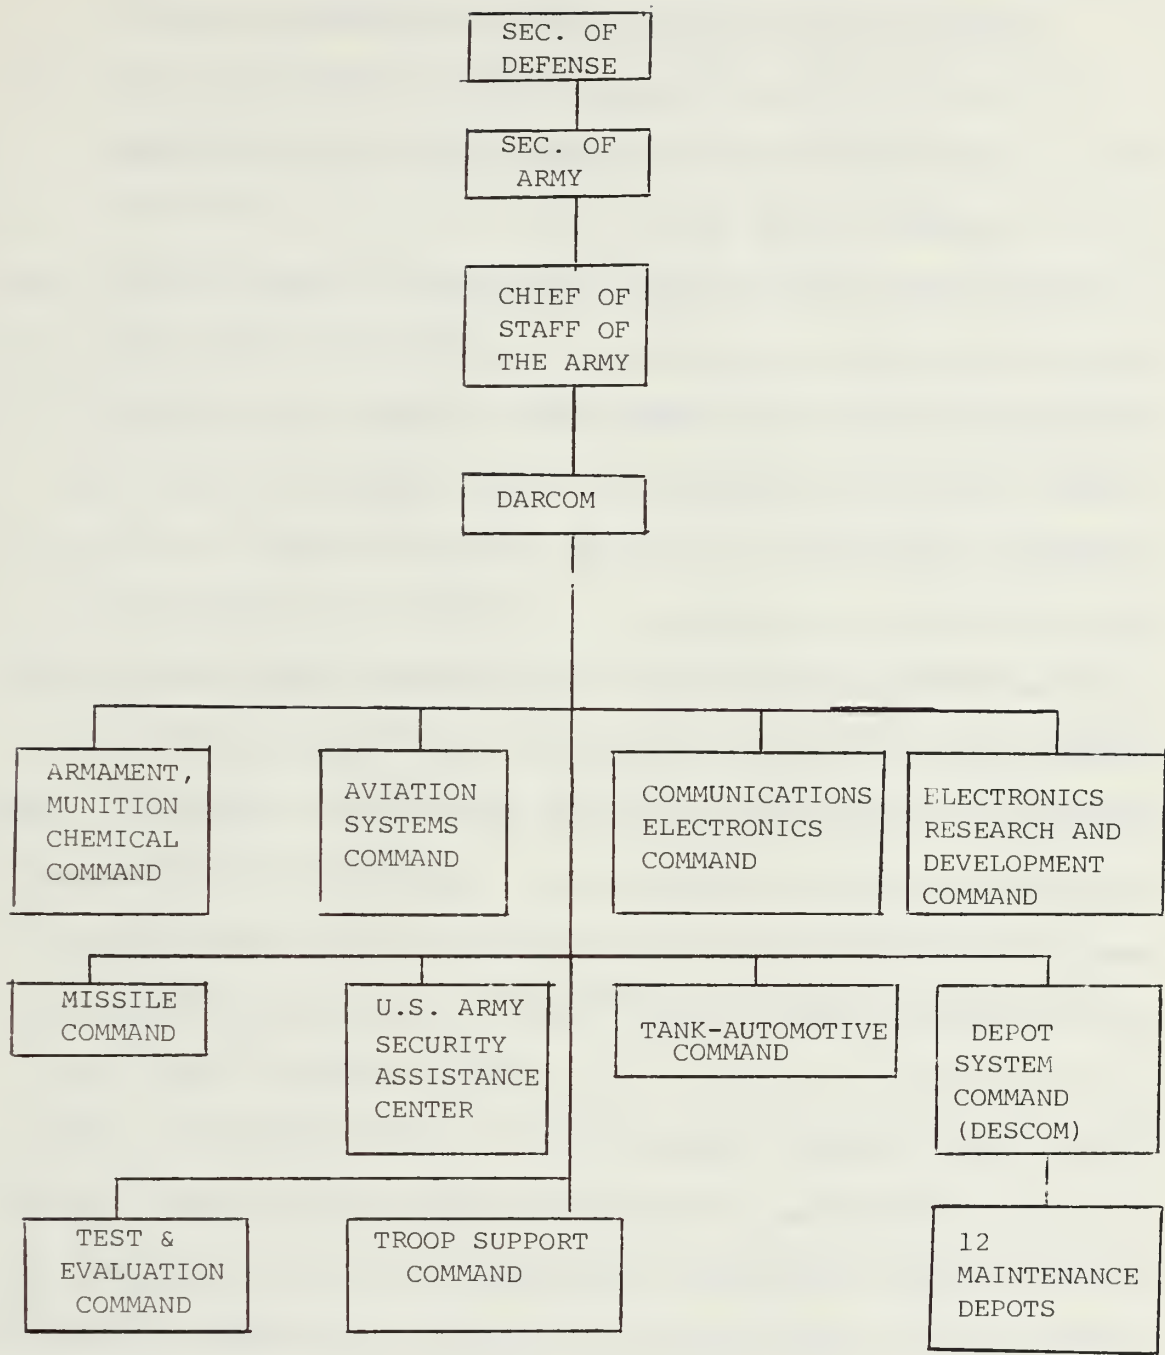 SEC. OF
DEFENSE
SEC. OF
ARMY
CHIEF OF
STAFF OF
THE ARMY
DARCOM
ARMAMENT,
MUNITION
CHEMICAL
COMMAND
AVIATION
SYSTEMS
COMMAND
COMMUNICATIONS
ELECTRONICS
COMMAND
ELECTRONICS
RESEARCH AND
DEVELOPMENT
COMMAND
MISSILE
COMMAND
U.S. ARMY
SECURITY
ASSISTANCE
CENTER
TANK-AUTOMOTIVE
COMMAND
DEPOT
SYSTEM
COMMAND
(DESCOM)
TEST &
EVALUATION
COMMAND
TROOP SUPPORT
COMMAND
12
MAINTENANCE
DEPOTS